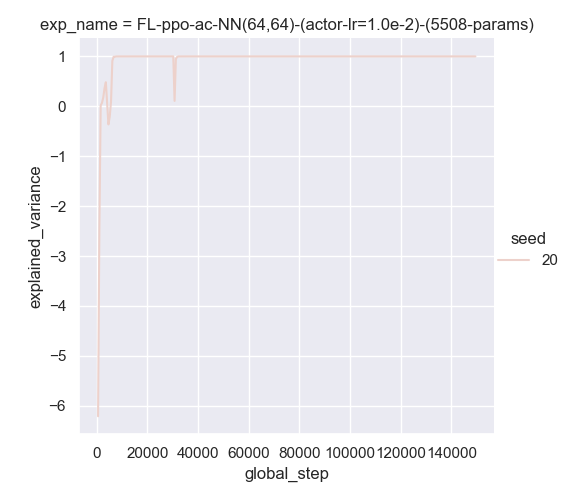 exp_name = FL-ppo-ac-NN(64,64)-(actor-lr=1.0e-2)-(5508-params)
1
0
−1
−2
−3
−4
−5
−6
explained_variance
0 20000 40000 60000 80000 100000 120000 140000
global_step
seed
20